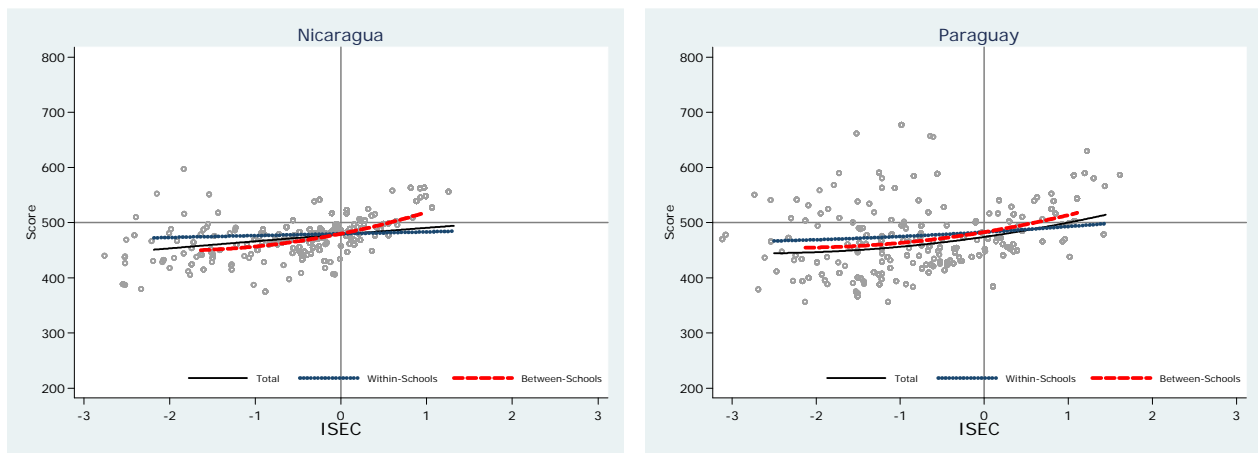 Nicaragua
800
700
600
500
400
300
200
Score
Total
Within-Schools
Between-Schools
-3
-2
-1
0
1
2
3
ISEC
Paraguay
800
700
600
500
400
300
200
Score
Total
Within-Schools
Between-Schools
-3
-2
-1
0
1
2
3
ISEC